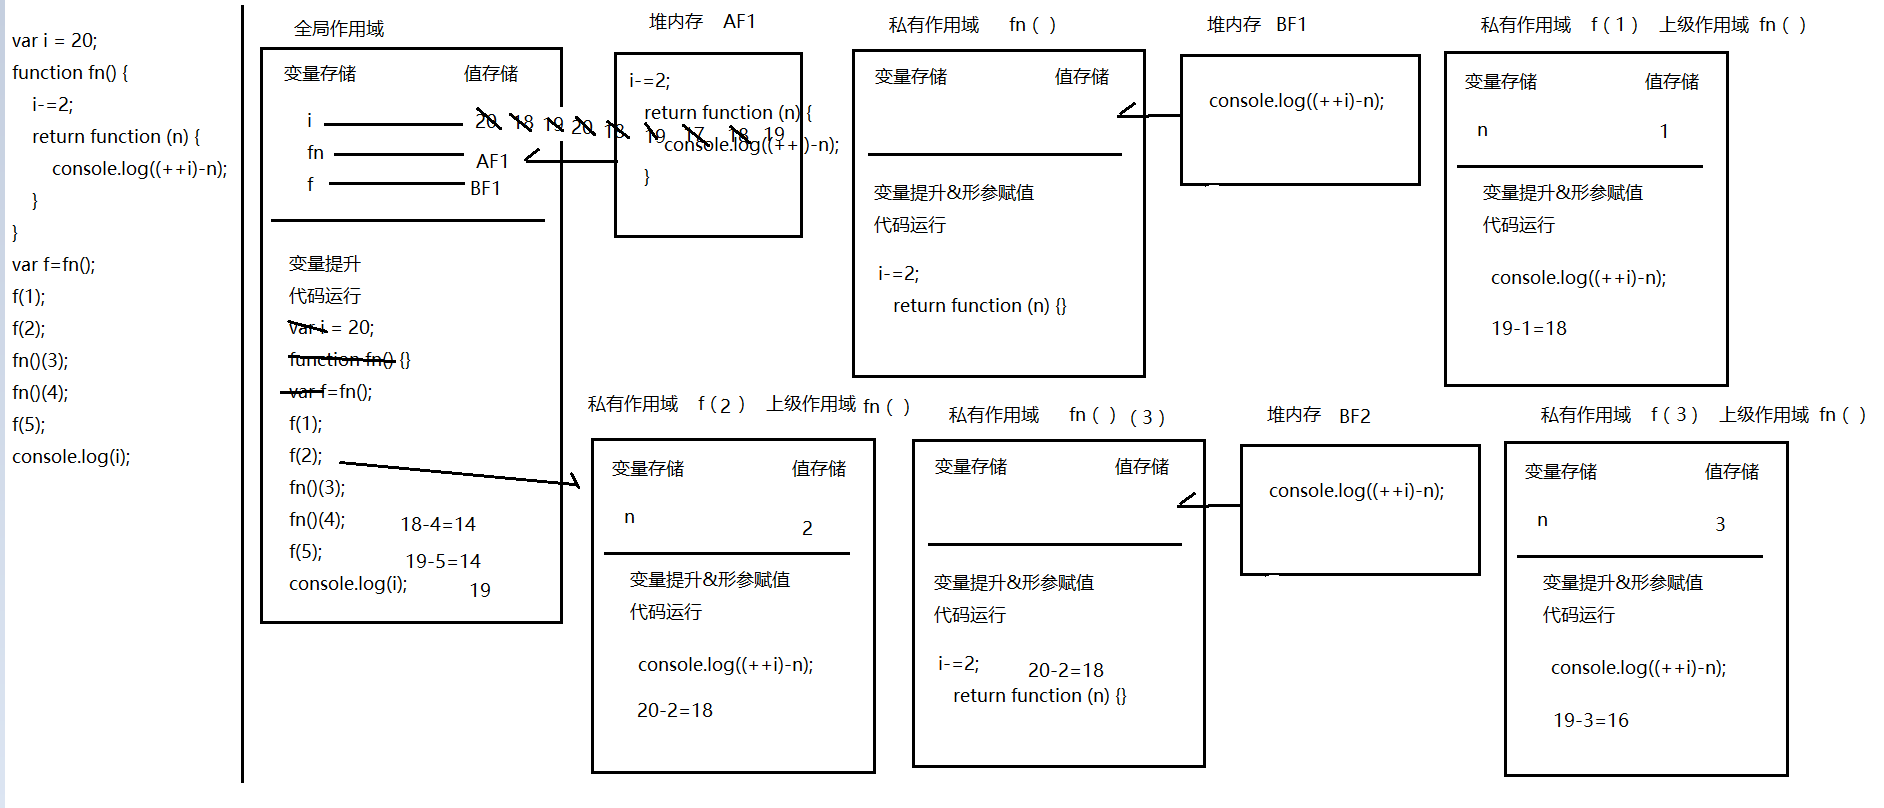 var i = 20;
function fn() {
i-=2;
return function (n) {
console.log((++i)-n);
}
}
var f=fn();
f(1);
f(2);
fn()(3);
fn()(4);
f(5);
console.log(i);
全局作用域
变量存储 值存储
i 20 18 19 20 18 19 17 18 19
fn AF1
f BF1
变量提升
代码运行
var i = 20;
function fn() {}
var f=fn();
f(1);
f(2);
fn()(3);
fn()(4); 18-4=14
f(5); 19-5=14
console.log(i); 19
堆内存 AF1
i-=2;
return function (n) {
console.log((++i)-n);
}
私有作用域 fn ( )
变量存储 值存储
变量提升&形参赋值
代码运行
i-=2;
return function (n) {}
堆内存 BF1
console.log((++i)-n);
私有作用域 f ( 1 ) 上级作用域 fn ( )
变量存储 值存储
n 1
变量提升&形参赋值
代码运行
console.log((++i)-n);
19-1=18
私有作用域 f ( 2 ) 上级作用域 fn ( )
变量存储 值存储
n 2
变量提升&形参赋值
代码运行
console.log((++i)-n);
20-2=18
私有作用域 fn ( ) ( 3 )
变量存储 值存储
变量提升&形参赋值
代码运行
i-=2; 20-2=18
return function (n) {}
堆内存 BF2
console.log((++i)-n);
私有作用域 f ( 3 ) 上级作用域 fn ( )
变量存储 值存储
n 3
变量提升&形参赋值
代码运行
console.log((++i)-n);
19-3=16